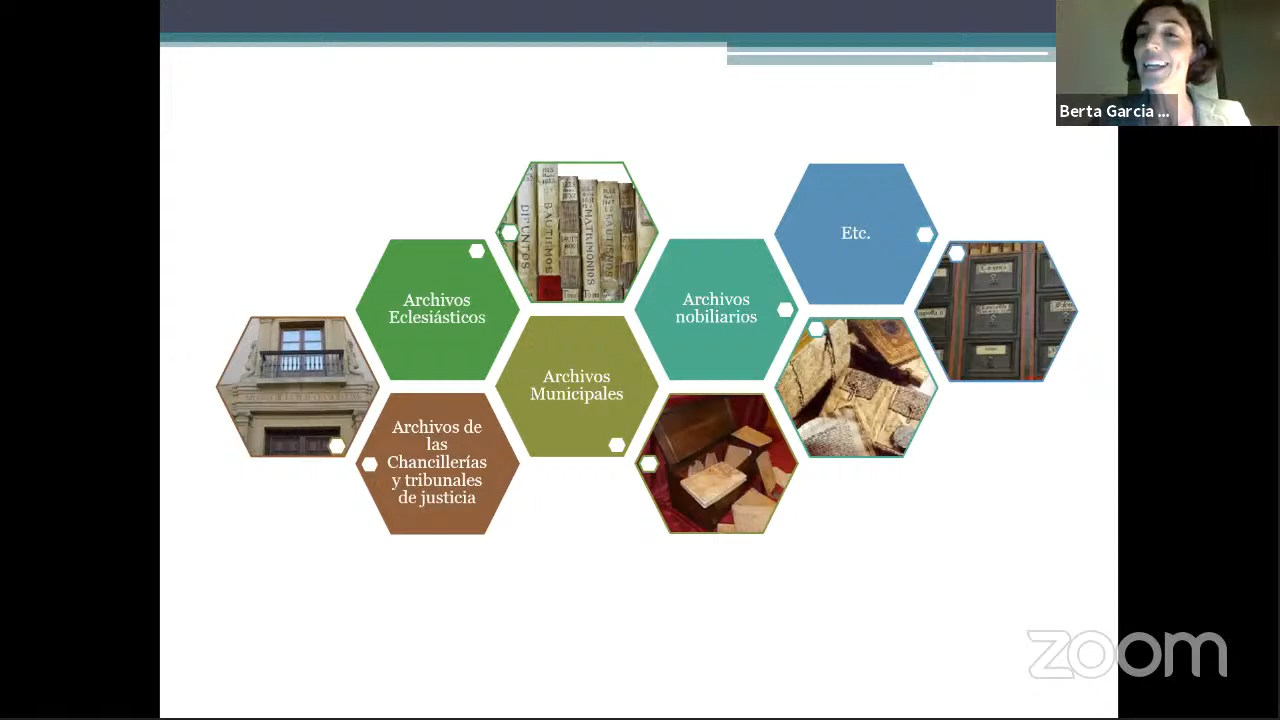 Berta Garcia ...
Etc.
DIFUNTOS
BAUTISMOS
MATRIMONIOS
BAUTISMOS
Archivos
Eclesiásticos
Archivos
nobiliarios
Archivos
Municipales
Archivos de
las
Chancillerías
y tribunales
de justicia
zoom